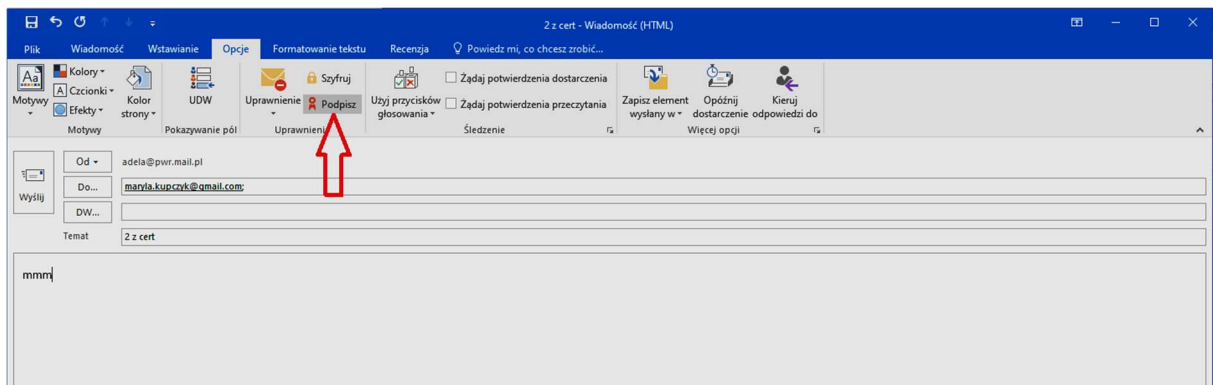 2 z cert - Wiadomość (HTML)
Plik Wiadomość Wstawianie Opcje Formatowanie tekstu Recenzja Powiedz mi, co chcesz zrobić...
Motywy
Kolory
Czcionki
Efekty
Kolor strony
UDW
Uprawnienie
Szyfruj
Podpisz
Użyj przycisków głosowania
Żądaj potwierdzenia dostarczenia
Żądaj potwierdzenia przeczytania
Zapisz element wysłany w
Opóźnij dostarczenie
Kieruj odpowiedzi do
Motywy Pokazywanie pól Uprawnienia Śledzenie Więcej opcji
Wyślij
Od adela@pwr.mail.pl
Do... maryla.kupczyk@gmail.com;
DW...
Temat 2 z cert
mmm